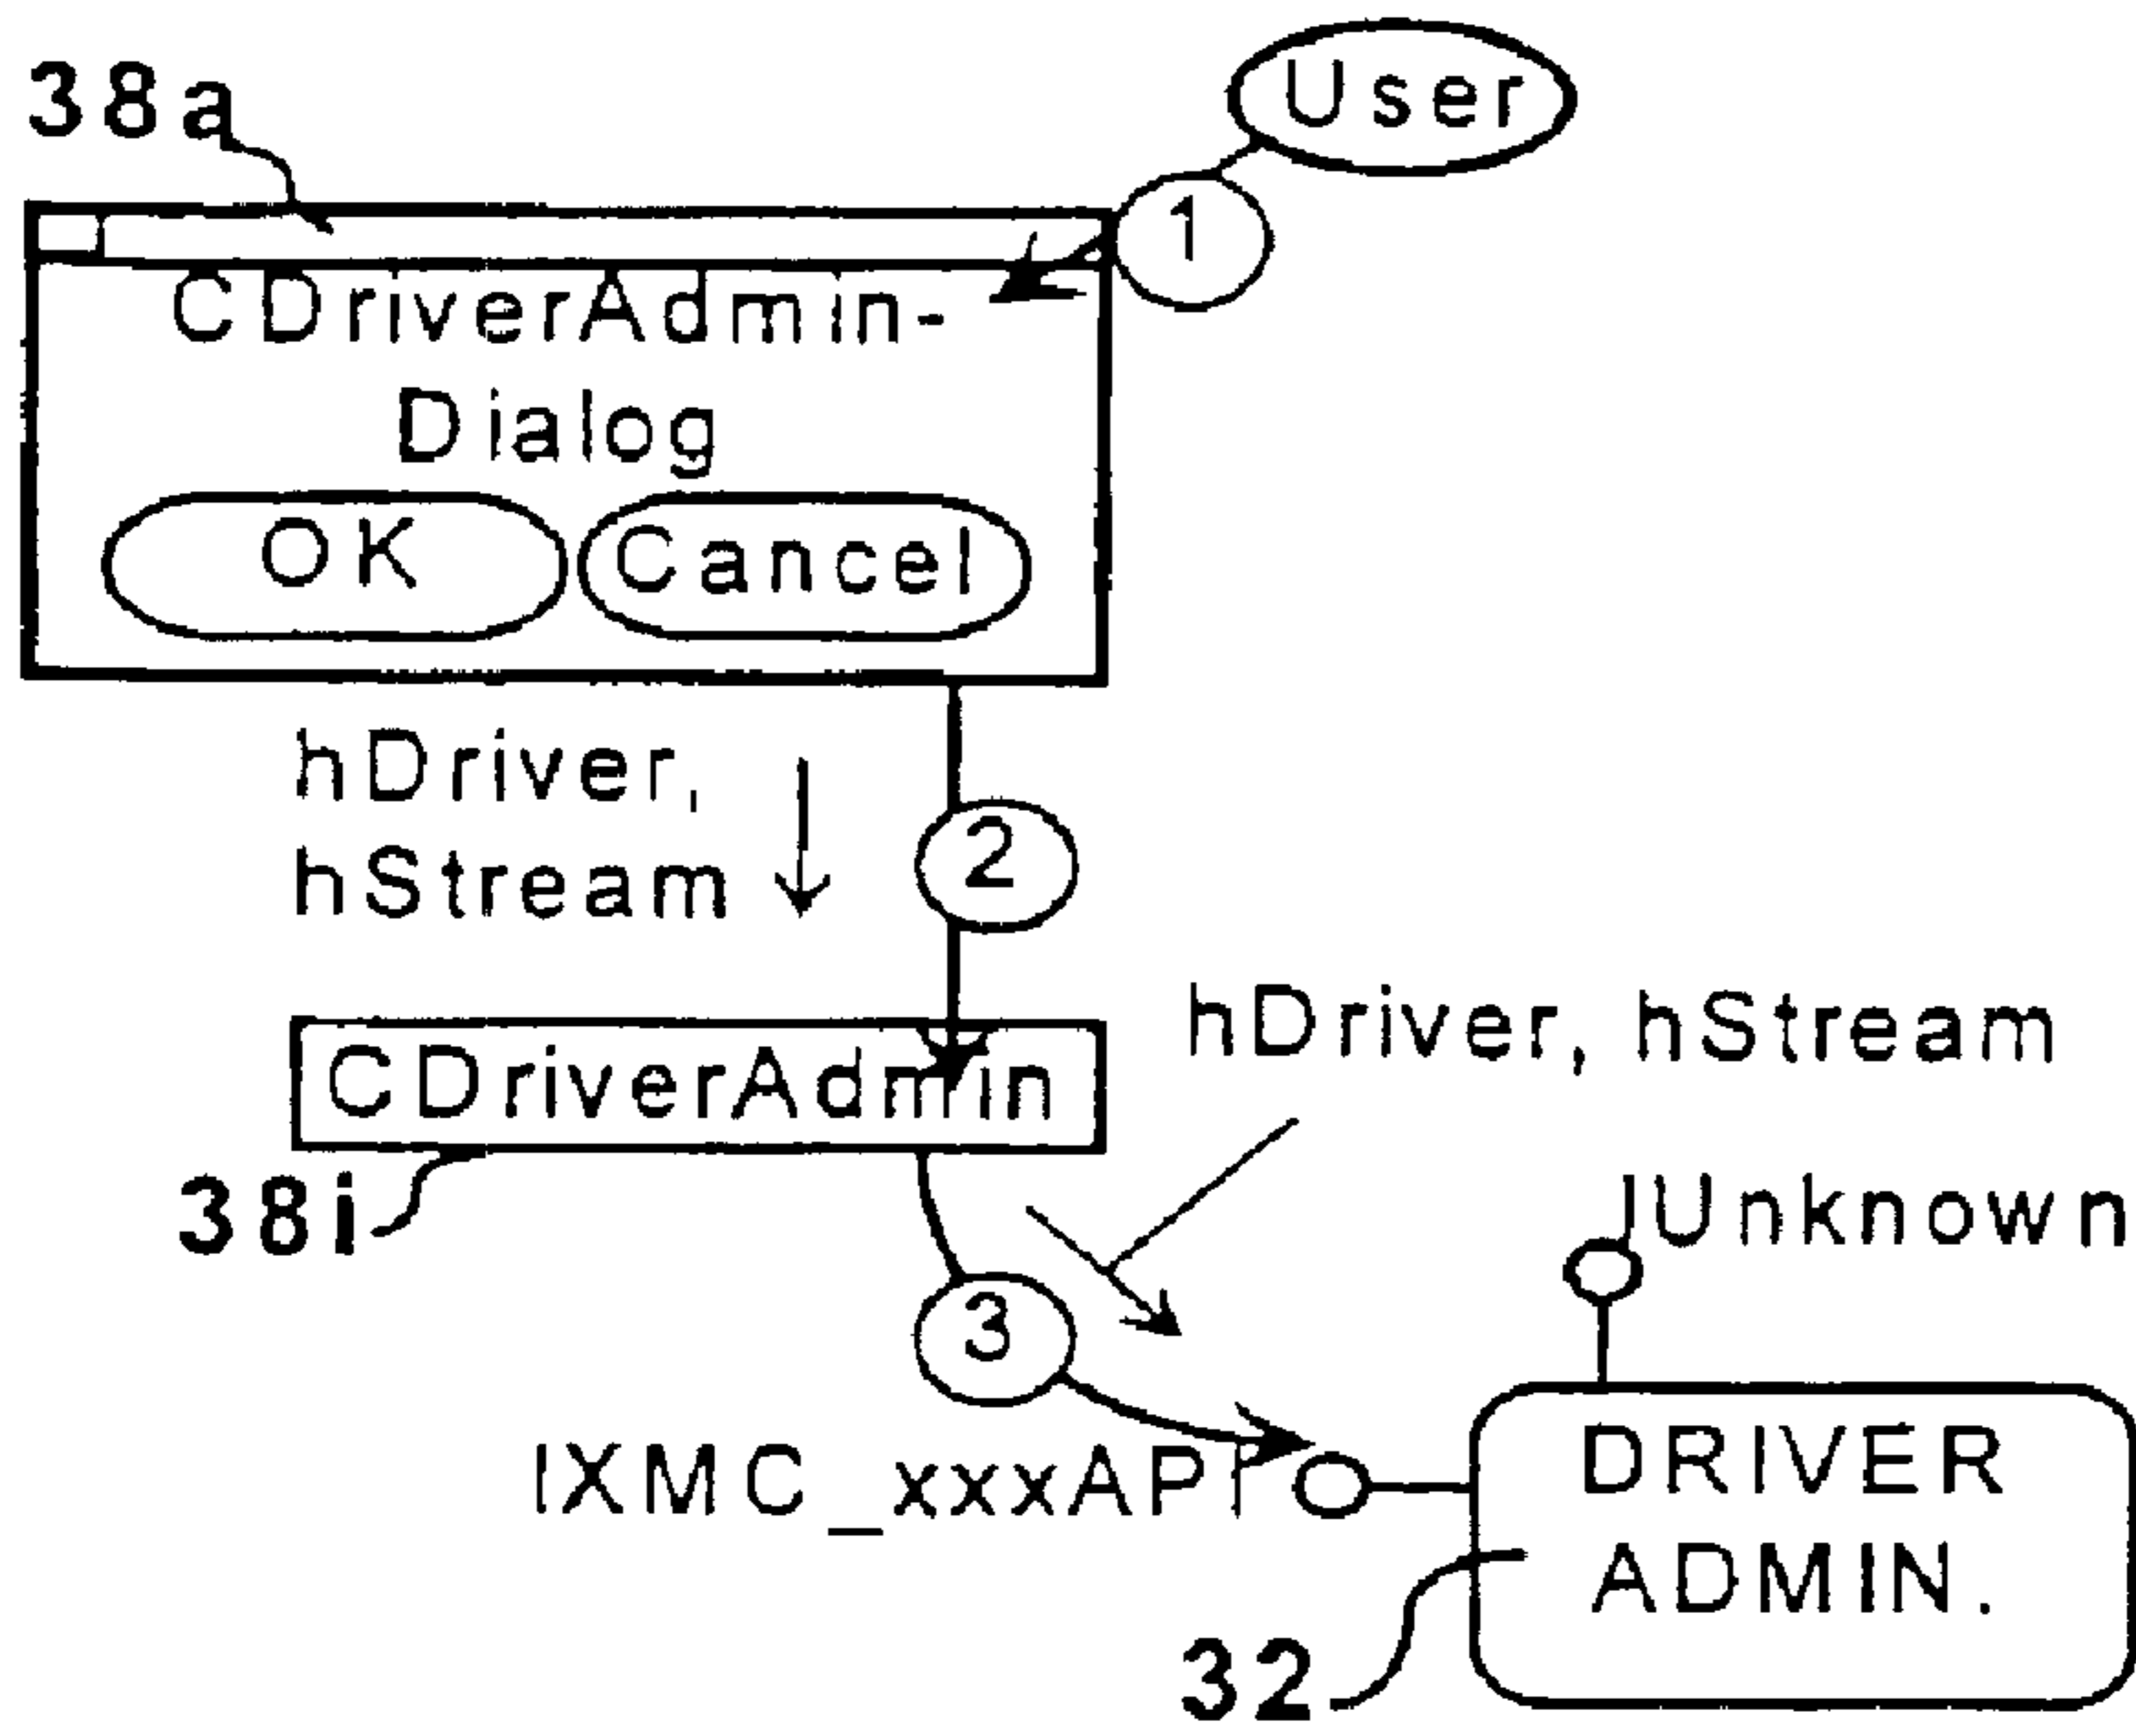 38a
User
1
CDriverAdmin-
Dialog
OK Cancel
hDriver,
hStream
2
hDriver, hStream
CDriverAdmin
38i
IUnknown
3
IXMC_xxxAPI
DRIVER
ADMIN.
32